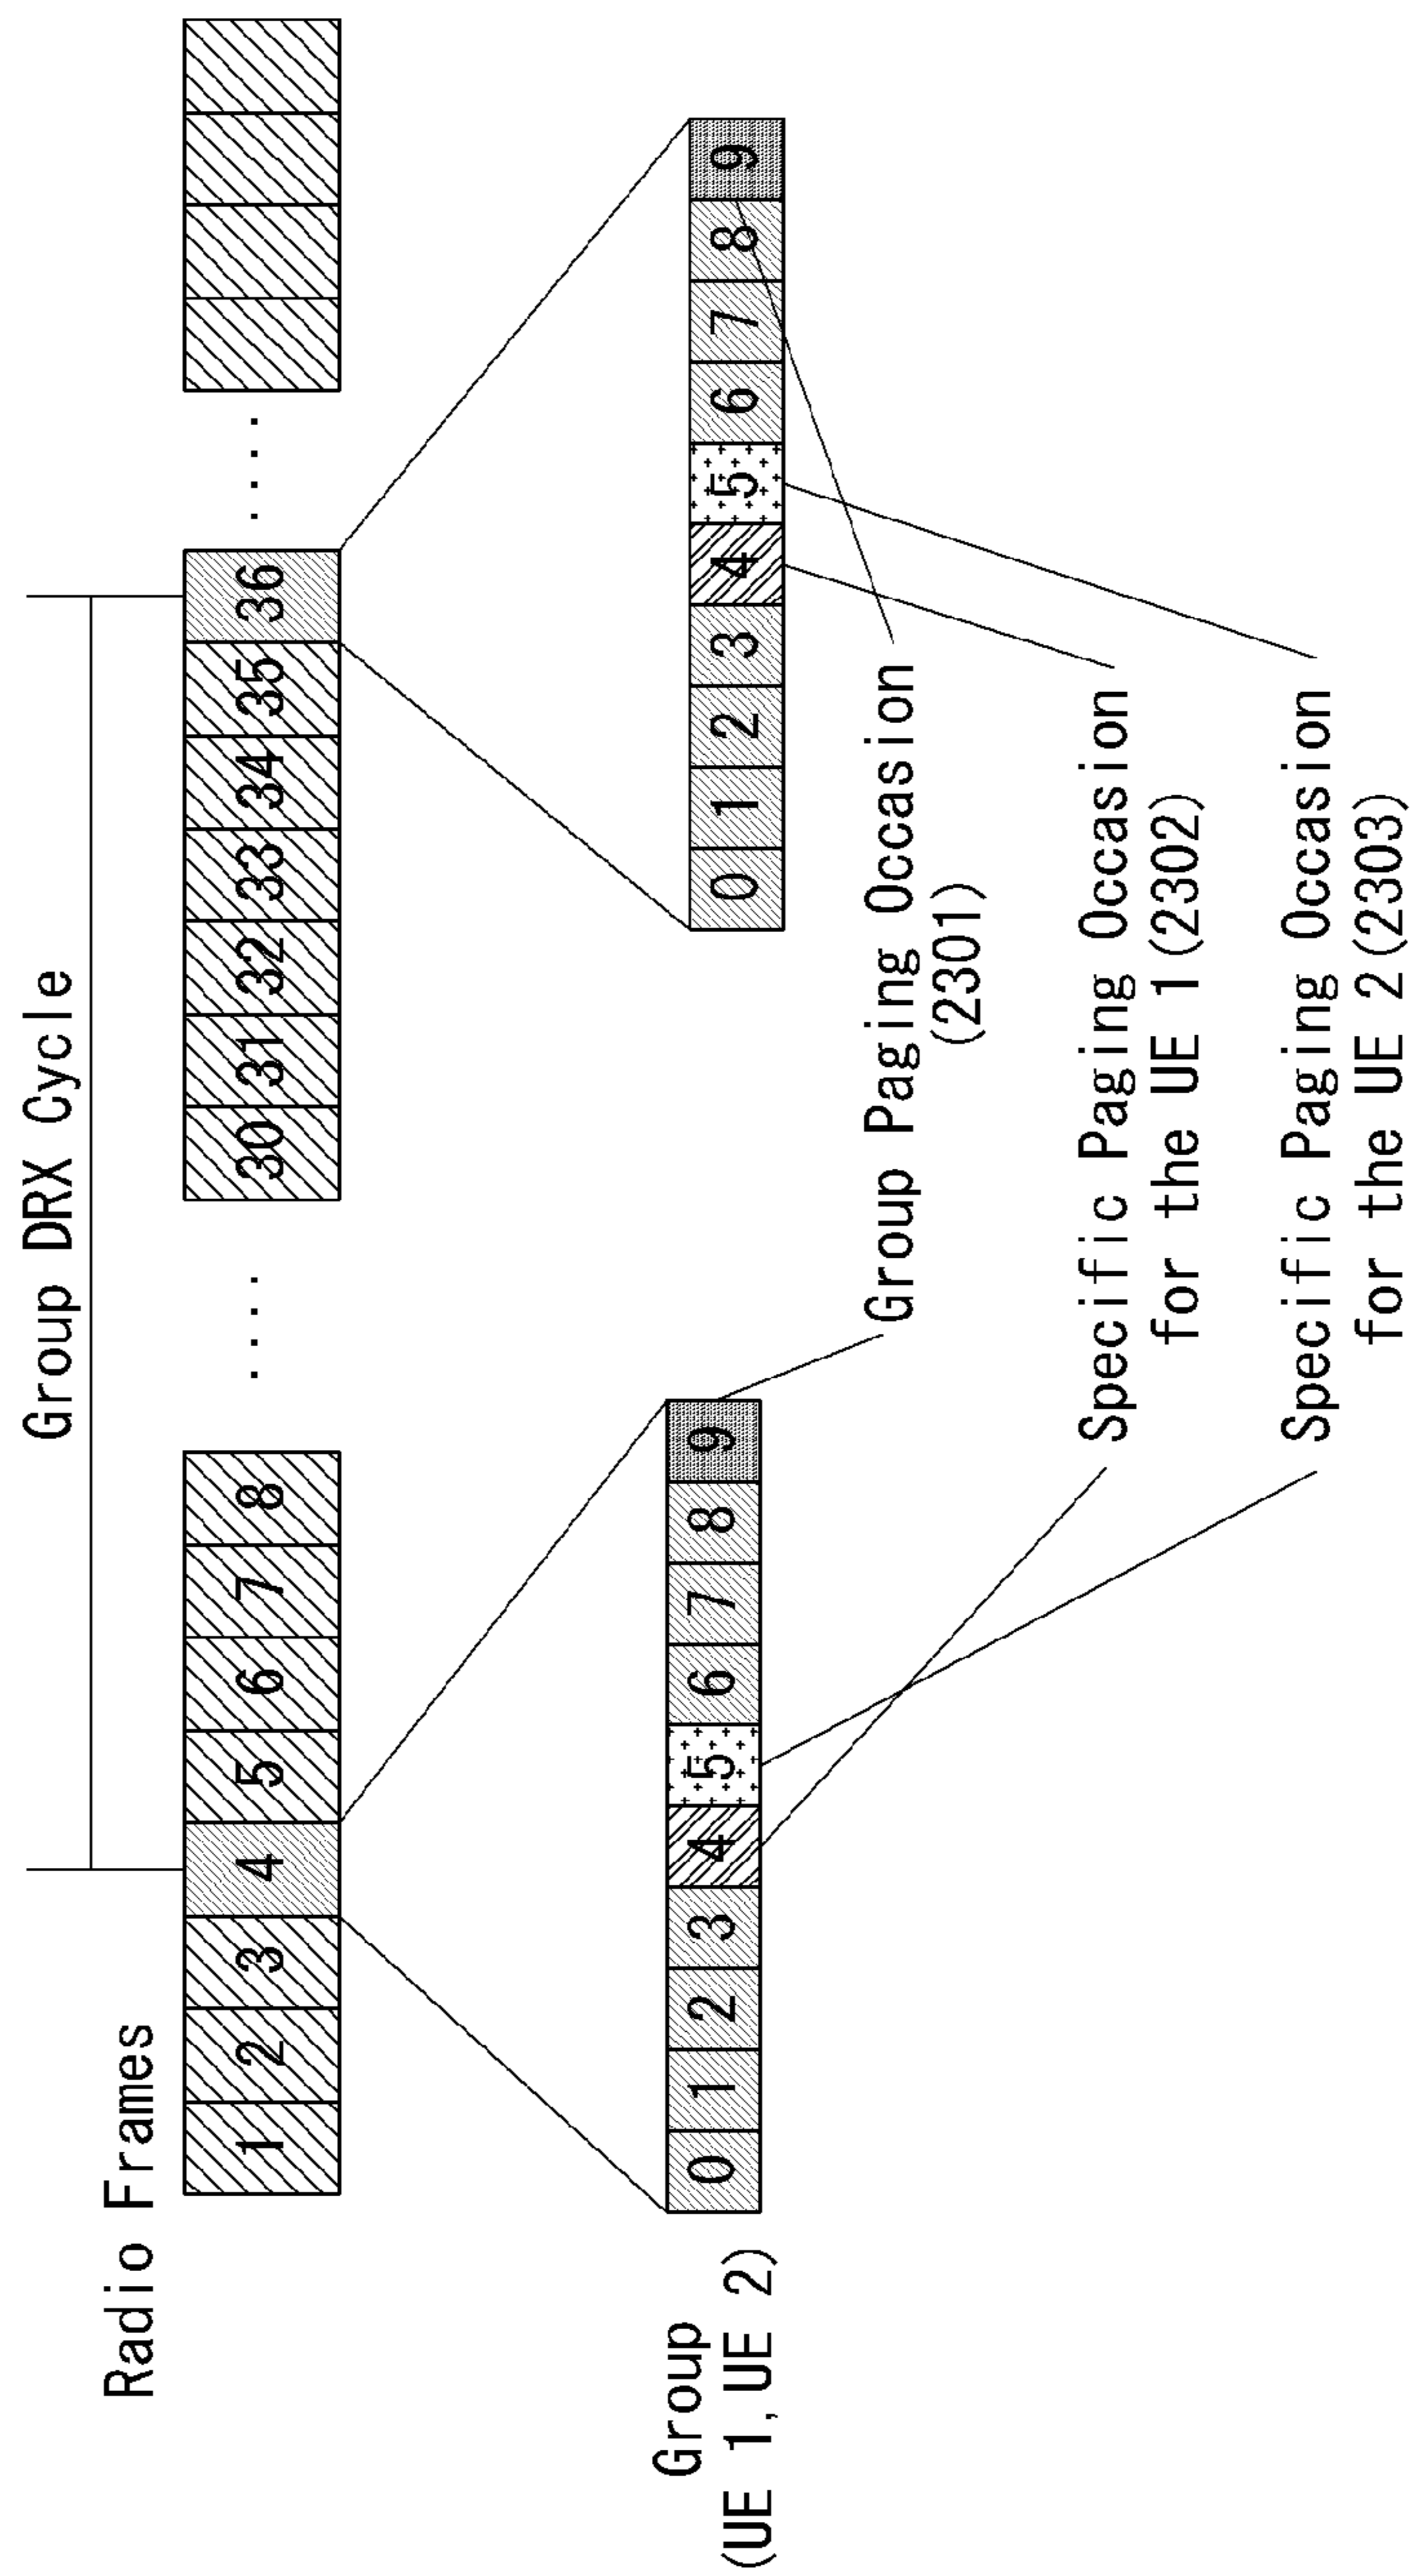 Group DRX Cycle
Radio Frames
1 2 3 4 5 6 7 8 .... 30 31 32 33 34 35 36 ....
Group
(UE 1, UE 2)
0 1 2 3 4 5 6 7 8 9
0 1 2 3 4 5 6 7 8 9
Group Paging Occasion
(2301)
Specific Paging Occasion
for the UE 1(2302)
Specific Paging Occasion
for the UE 2(2303)